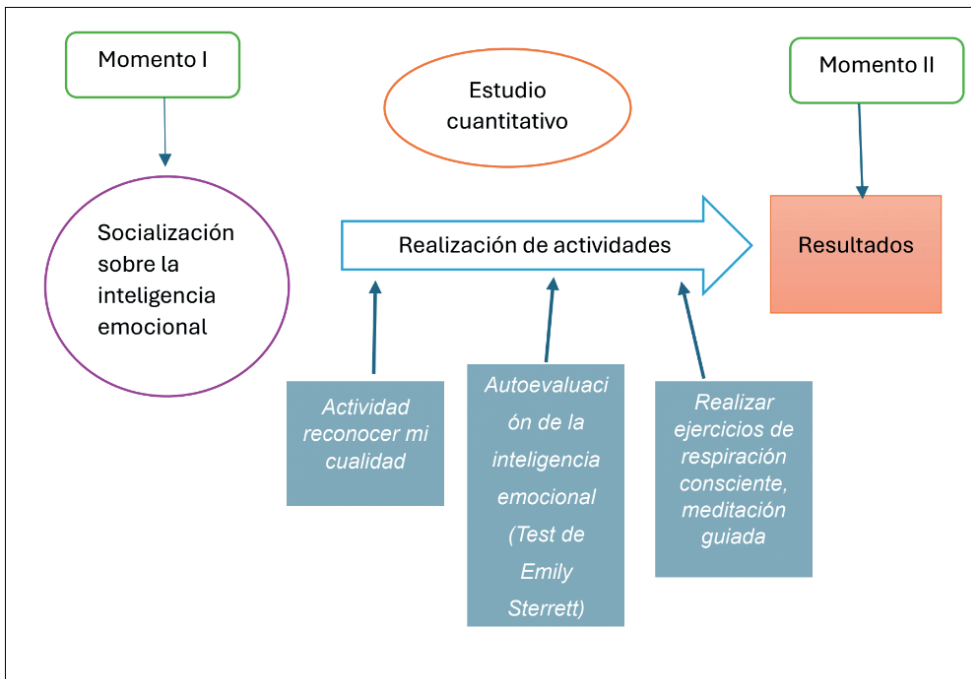 Momento I
Estudio
cuantitativo
Momento II
Socialización
sobre la
inteligencia
emocional
Realización de actividades
Resultados
Actividad
reconocer mi
cualidad
Autoevaluaci
ón de la
inteligencia
emocional
(Test de
Emily
Sterrett)
Realizar
ejercicios de
respiración
consciente,
meditación
guiada